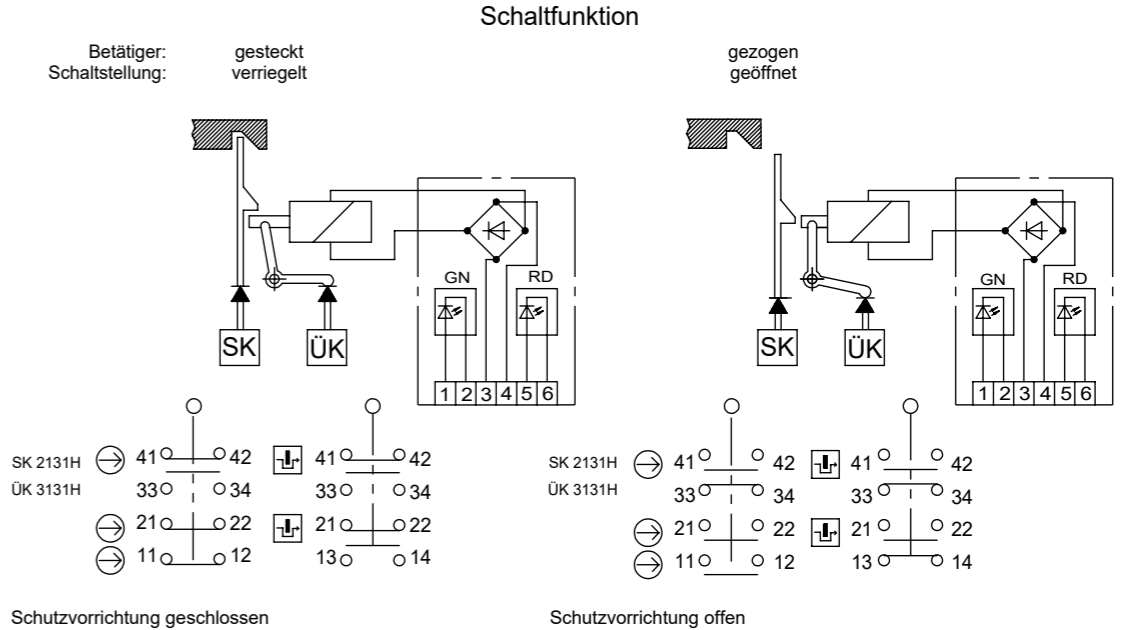 Schaltfunktion
Betätiger: gesteckt gezogen
Schaltstellung: verriegelt geöffnet
GN RD GN RD
SK ÜK SK ÜK
1 2 3 4 5 6 1 2 3 4 5 6
SK 2131H 41 42 41 42 SK 2131H 41 42 41 42
ÜK 3131H 33 34 33 34 ÜK 3131H 33 34 33 34
21 22 21 22 21 22 21 22
11 12 13 14 11 12 13 14
Schutzvorrichtung geschlossen Schutzvorrichtung offen